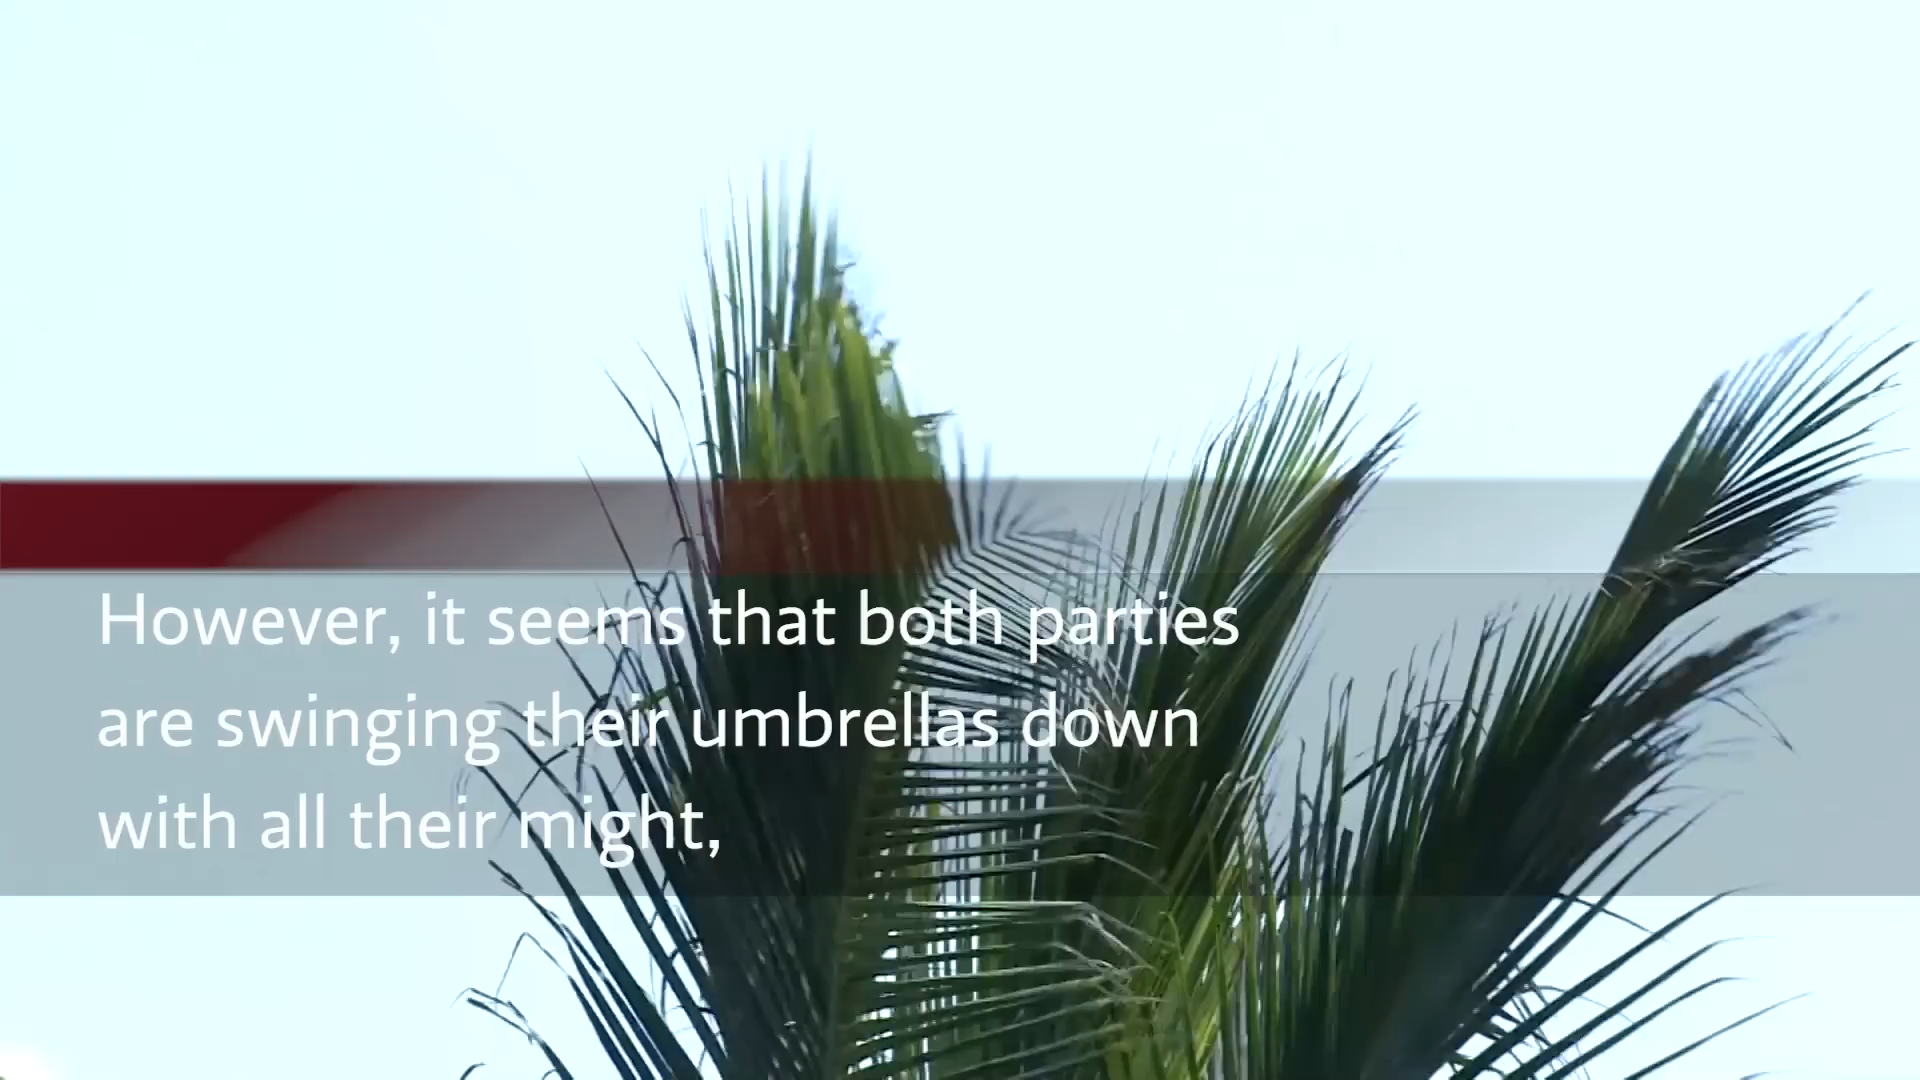 However, it seems that both parties
are swinging their umbrellas down
with all their might,